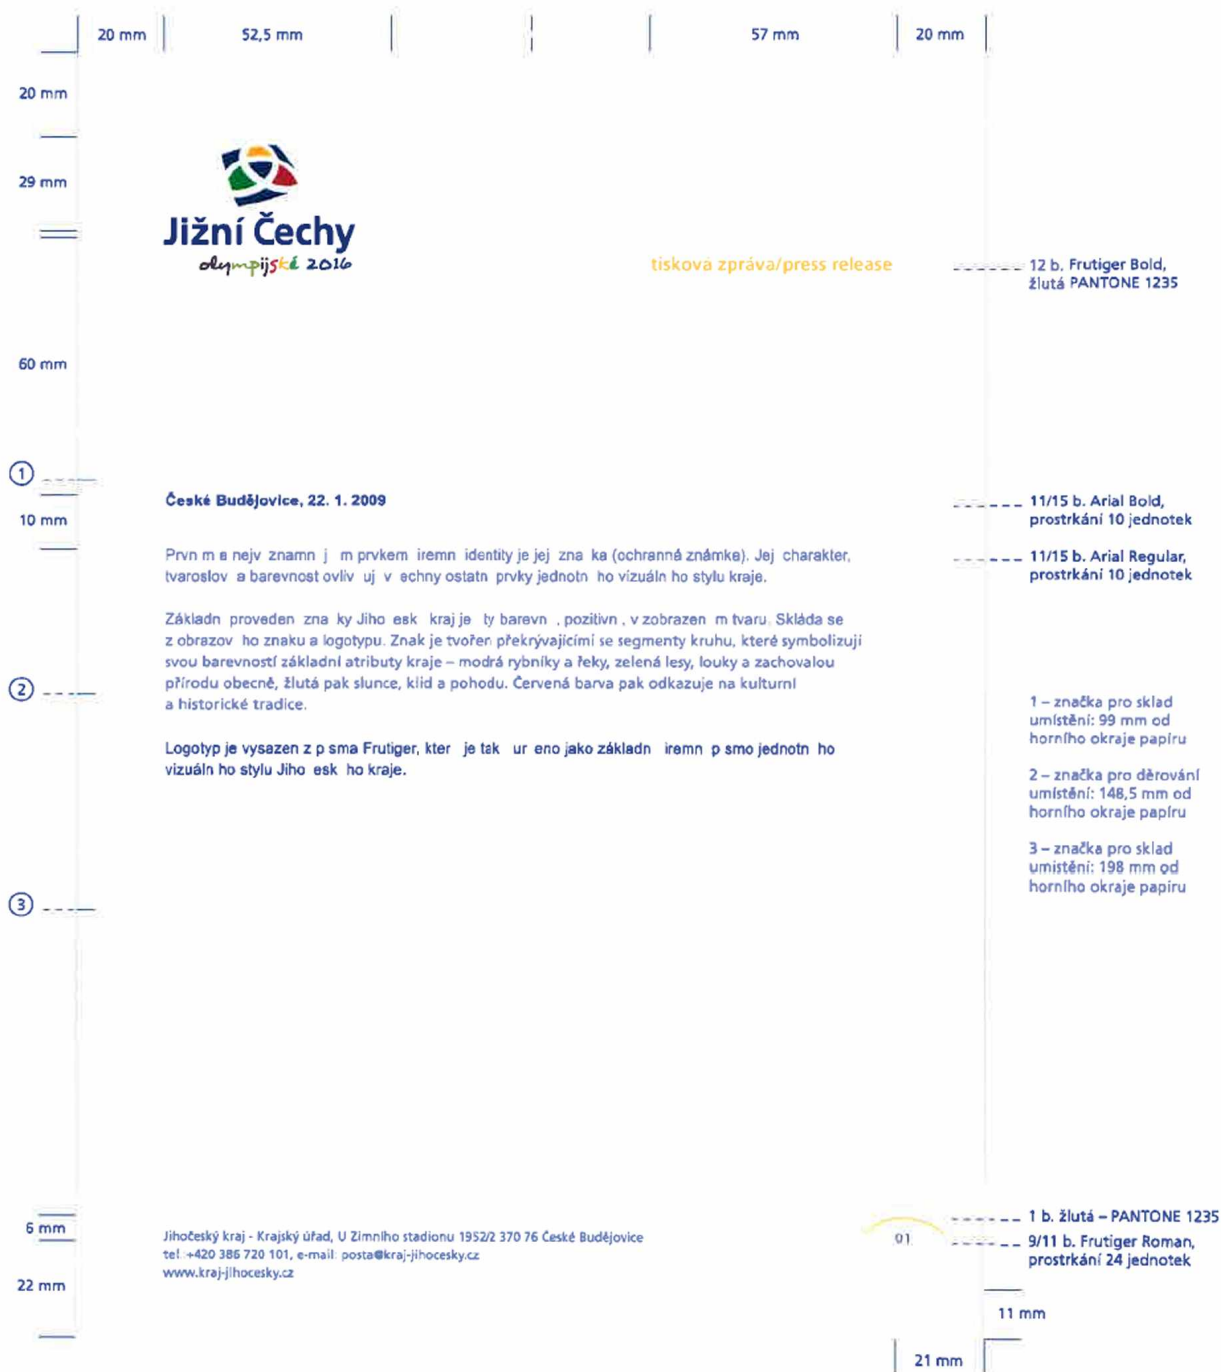 20 mm 52,5 mm 57 mm 20 mm
20 mm
29 mm
Jižní Čechy
olympijské 2016
tisková zpráva/press release
12 b. Frutiger Bold,
žlutá PANTONE 1235
60 mm
1
10 mm
České Budějovice, 22. 1. 2009
11/15 b. Arial Bold,
prostrkání 10 jednotek
Prvn m a nejv znamn j m prvkem iremn identity je jej zna ka (ochranná známka). Jej charakter,
tvaroslov a barevnost ovliv uj v echny ostatn prvky jednotn ho vizuáln ho stylu kraje.
11/15 b. Arial Regular,
prostrkání 10 jednotek
Základn proveden zna ky Jiho esk kraj je ty barevn , pozitivn , v zobrazen m tvaru. Skláda se
z obrazov ho znaku a logotypu. Znak je tvořen překrývajícími se segmenty kruhu, které symbolizují
svou barevností základní atributy kraje – modrá rybníky a řeky, zelená lesy, louky a zachovalou
přírodu obecně, žlutá pak slunce, klid a pohodu. Červená barva pak odkazuje na kulturní
a historické tradice.
2
Logotyp je vysazen z p sma Frutiger, kter je tak ur eno jako základn iremn p smo jednotn ho
vizuáln ho stylu Jiho esk ho kraje.
1 – značka pro sklad
umístění: 99 mm od
horního okraje papíru
2 – značka pro děrování
umístění: 148,5 mm od
horního okraje papíru
3 – značka pro sklad
umístění: 198 mm od
horního okraje papíru
3
6 mm
22 mm
Jihočeský kraj - Krajský úřad, U Zimního stadionu 1952/2 370 76 České Budějovice
tel.:+420 386 720 101, e-mail: posta@kraj-jihocesky.cz
www.kraj-jihocesky.cz
01
1 b. žlutá – PANTONE 1235
9/11 b. Frutiger Roman,
prostrkání 24 jednotek
11 mm
21 mm